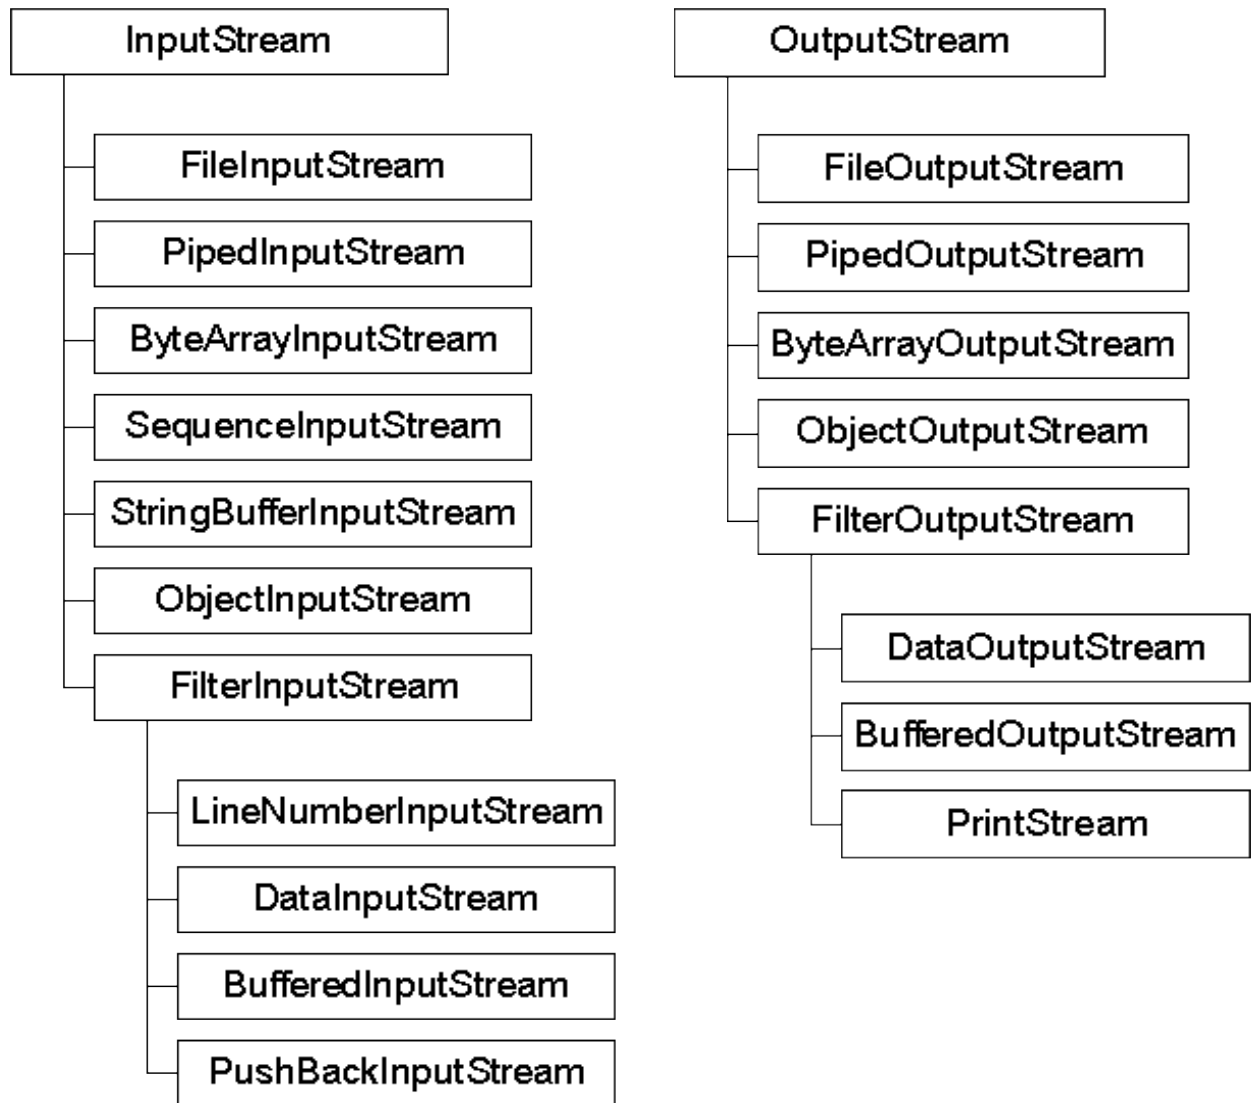 InputStream
FileInputStream
PipedInputStream
ByteArrayInputStream
SequenceInputStream
StringBufferInputStream
ObjectInputStream
FilterInputStream
LineNumberInputStream
DataInputStream
BufferedInputStream
PushBackInputStream
OutputStream
FileOutputStream
PipedOutputStream
ByteArrayOutputStream
ObjectOutputStream
FilterOutputStream
DataOutputStream
BufferedOutputStream
PrintStream